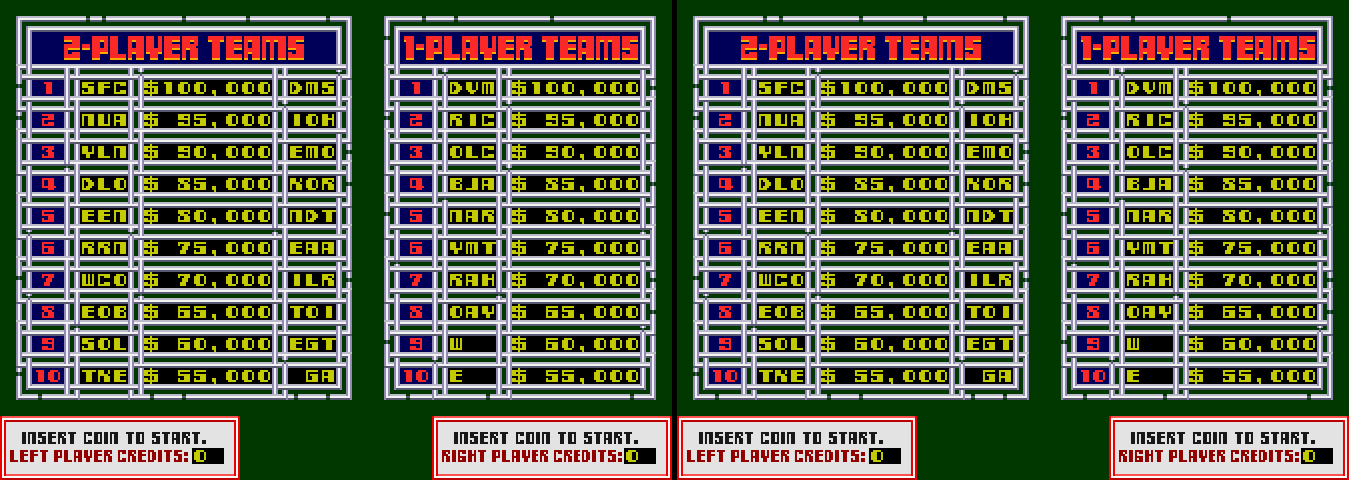 2-PLAYER TEAMS
1 SFC $100,000 DMS
2 NUA $ 95,000 IOH
3 YLN $ 90,000 EMO
4 DLO $ 85,000 KOR
5 EEN $ 80,000 NDT
6 RRN $ 75,000 EAA
7 WCO $ 70,000 ILR
8 EOB $ 65,000 TOI
9 SOL $ 60,000 EGT
10 TKE $ 55,000 GA
1-PLAYER TEAMS
1 DVM $100,000
2 RIC $ 95,000
3 OLC $ 90,000
4 BJA $ 85,000
5 NAR $ 80,000
6 YMT $ 75,000
7 RAH $ 70,000
8 OAY $ 65,000
9 W $ 60,000
10 E $ 55,000
INSERT COIN TO START.
LEFT PLAYER CREDITS: 0
INSERT COIN TO START.
RIGHT PLAYER CREDITS: 0
2-PLAYER TEAMS
1 SFC $100,000 DMS
2 NUA $ 95,000 IOH
3 YLN $ 90,000 EMO
4 DLO $ 85,000 KOR
5 EEN $ 80,000 NDT
6 RRN $ 75,000 EAA
7 WCO $ 70,000 ILR
8 EOB $ 65,000 TOI
9 SOL $ 60,000 EGT
10 TKE $ 55,000 GA
1-PLAYER TEAMS
1 DVM $100,000
2 RIC $ 95,000
3 OLC $ 90,000
4 BJA $ 85,000
5 NAR $ 80,000
6 YMT $ 75,000
7 RAH $ 70,000
8 OAY $ 65,000
9 W $ 60,000
10 E $ 55,000
INSERT COIN TO START.
LEFT PLAYER CREDITS: 0
INSERT COIN TO START.
RIGHT PLAYER CREDITS: 0